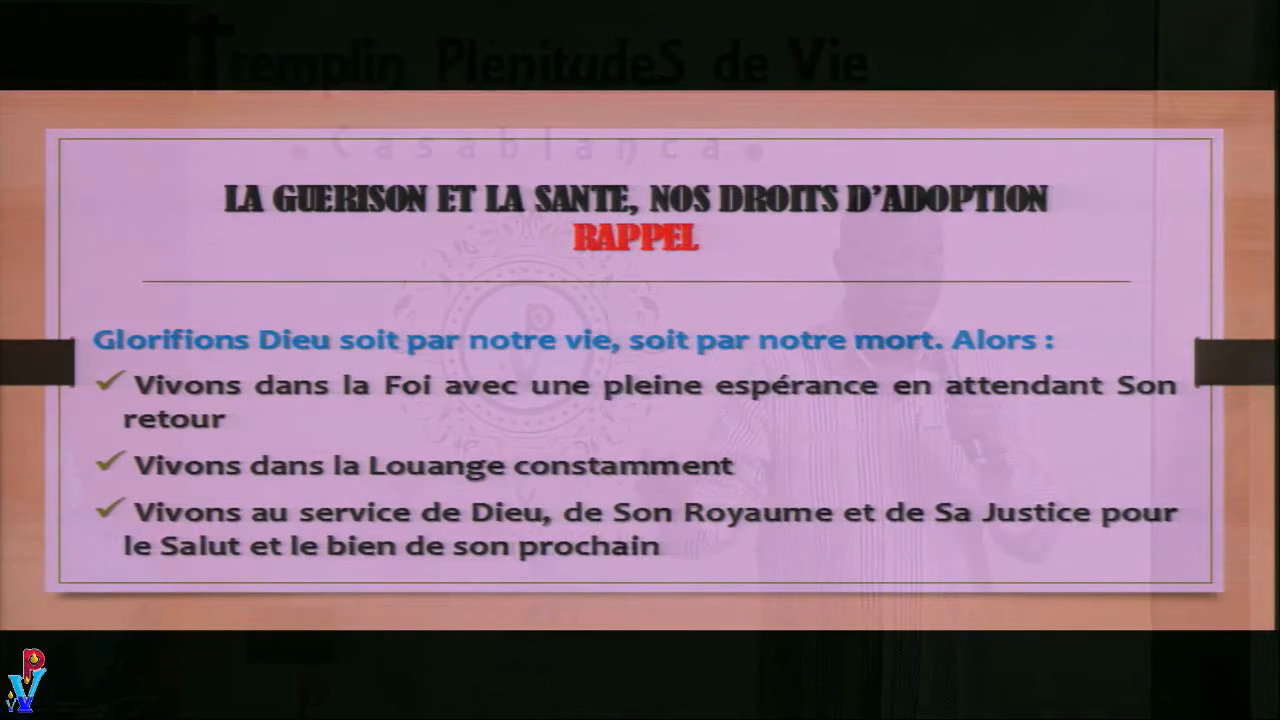 Tremplin PlénitudeS de Vie
• Casablanca •
LA GUERISON ET LA SANTE, NOS DROITS D’ADOPTION
RAPPEL
Glorifions Dieu soit par notre vie, soit par notre mort. Alors :
✓ Vivons dans la Foi avec une pleine espérance en attendant Son
retour
✓ Vivons dans la Louange constamment
✓ Vivons au service de Dieu, de Son Royaume et de Sa Justice pour
le Salut et le bien de son prochain
PV